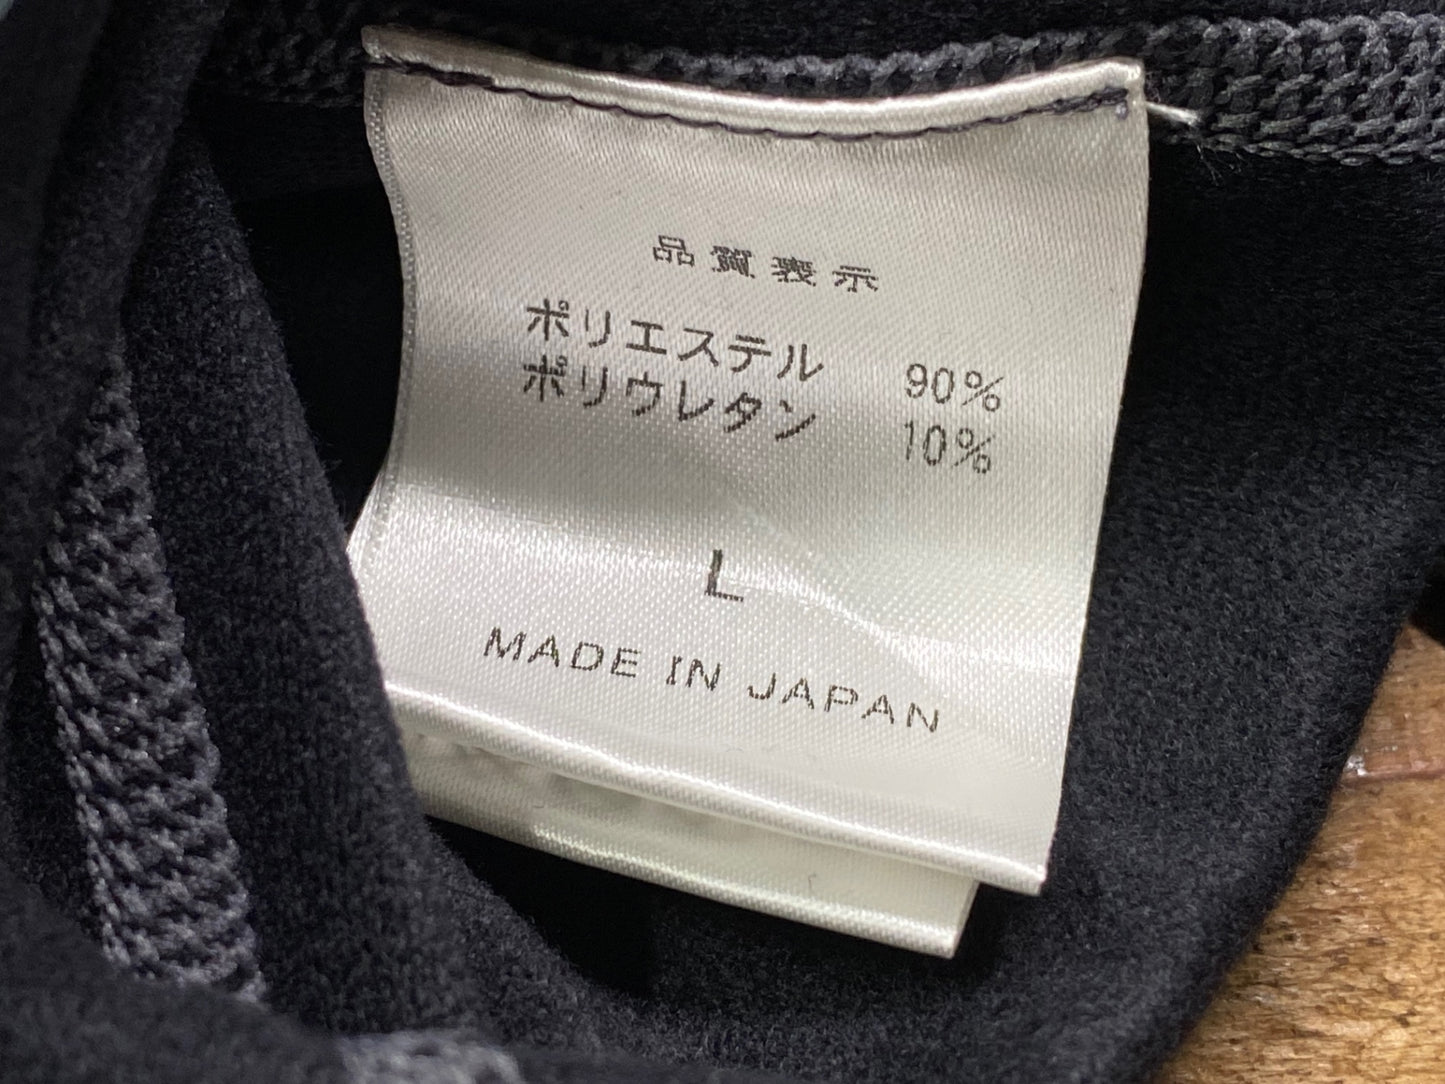 品質表示
ポリエステル 90%
ポリウレタン 10%
L
MADE IN JAPAN